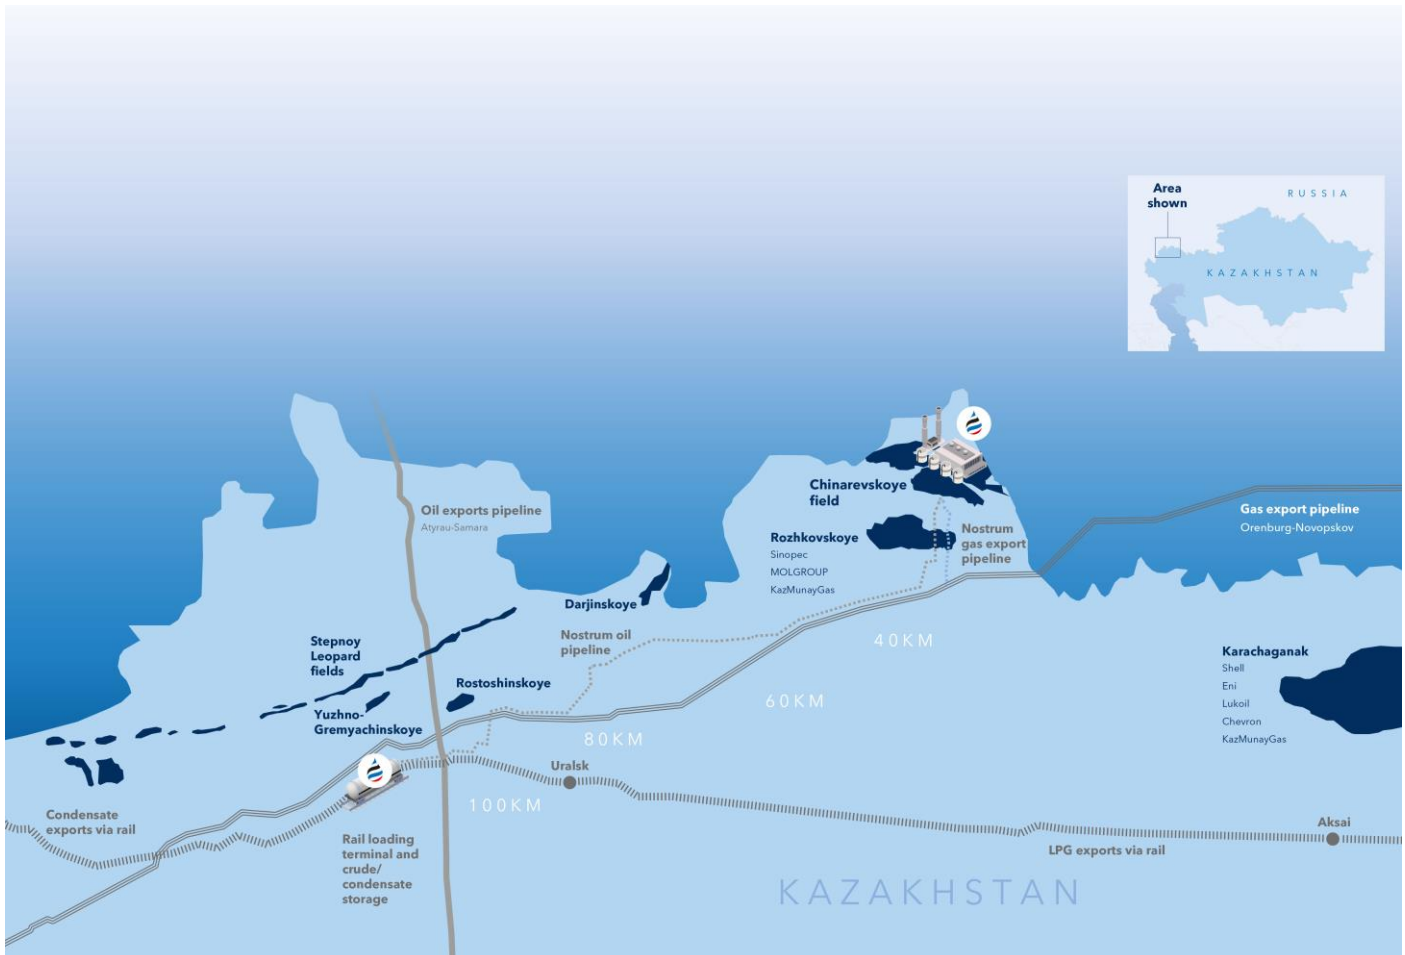 Area
shown
RUSSIA
KAZAKHSTAN
Oil exports pipeline
Atyrau-Samara
Chinarevskoye
field
Gas export pipeline
Orenburg-Novopskov
Rozhkovskoye
Sinopec
MOLGROUP
KazMunayGas
Nostrum
gas export
pipeline
Darjinskoye
Nostrum oil
pipeline
40KM
Stepnoy
Leopard
fields
Karachaganak
Shell
Eni
Lukoil
Chevron
KazMunayGas
Rostoshinskoye
60KM
Yuzhno-
Gremyachinskoye
80KM
Uralsk
100KM
Condensate
exports via rail
Rail loading
terminal and
crude/
condensate
storage
Aksai
LPG exports via rail
KAZAKHSTAN